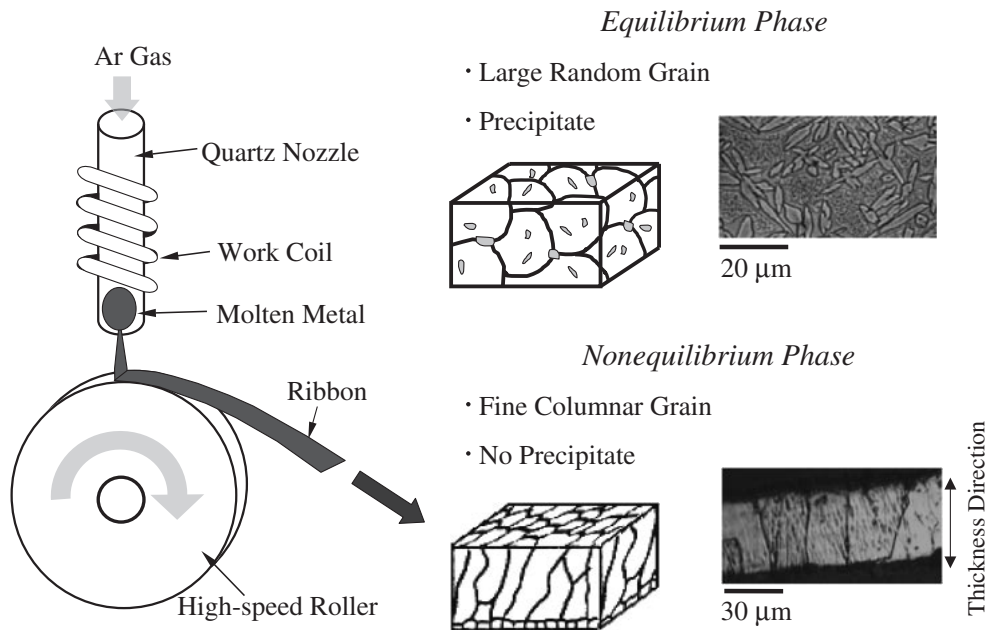 Ar Gas
Quartz Nozzle
Work Coil
Molten Metal
Ribbon
High-speed Roller
Equilibrium Phase
・Large Random Grain
・Precipitate
20 μm
Nonequilibrium Phase
・Fine Columnar Grain
・No Precipitate
30 μm
Thickness Direction